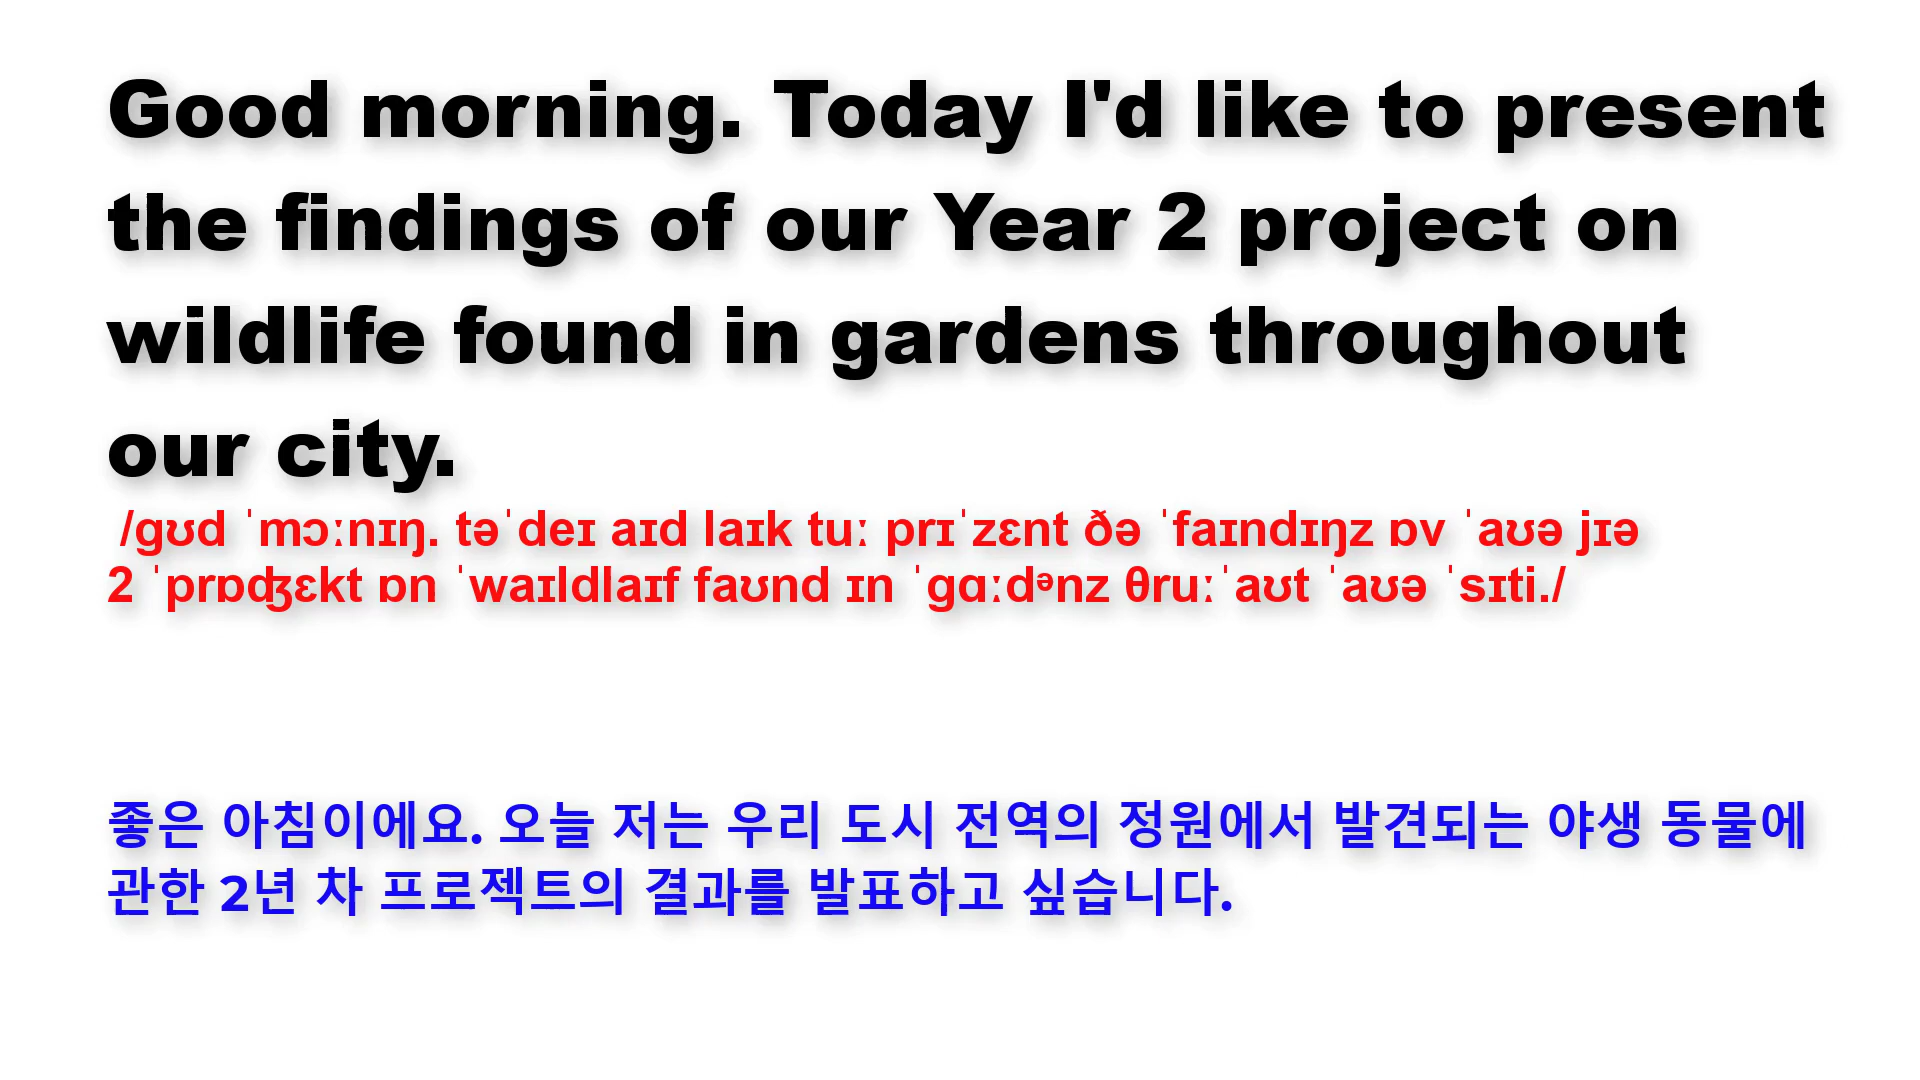 Good morning. Today I'd like to present
the findings of our Year 2 project on
wildlife found in gardens throughout
our city.
/gʊd ˈmɔːnɪŋ. təˈdeɪ aɪd laɪk tuː prɪˈzɛnt ðə ˈfaɪndɪŋz ɒv ˈaʊə jɪə
2 ˈprɒʤɛkt ɒn ˈwaɪldlaɪf faʊnd ɪn ˈgɑːdᵊnz θruːˈaʊt ˈaʊə ˈsɪti./
좋은 아침이에요. 오늘 저는 우리 도시 전역의 정원에서 발견되는 야생 동물에
관한 2년 차 프로젝트의 결과를 발표하고 싶습니다.